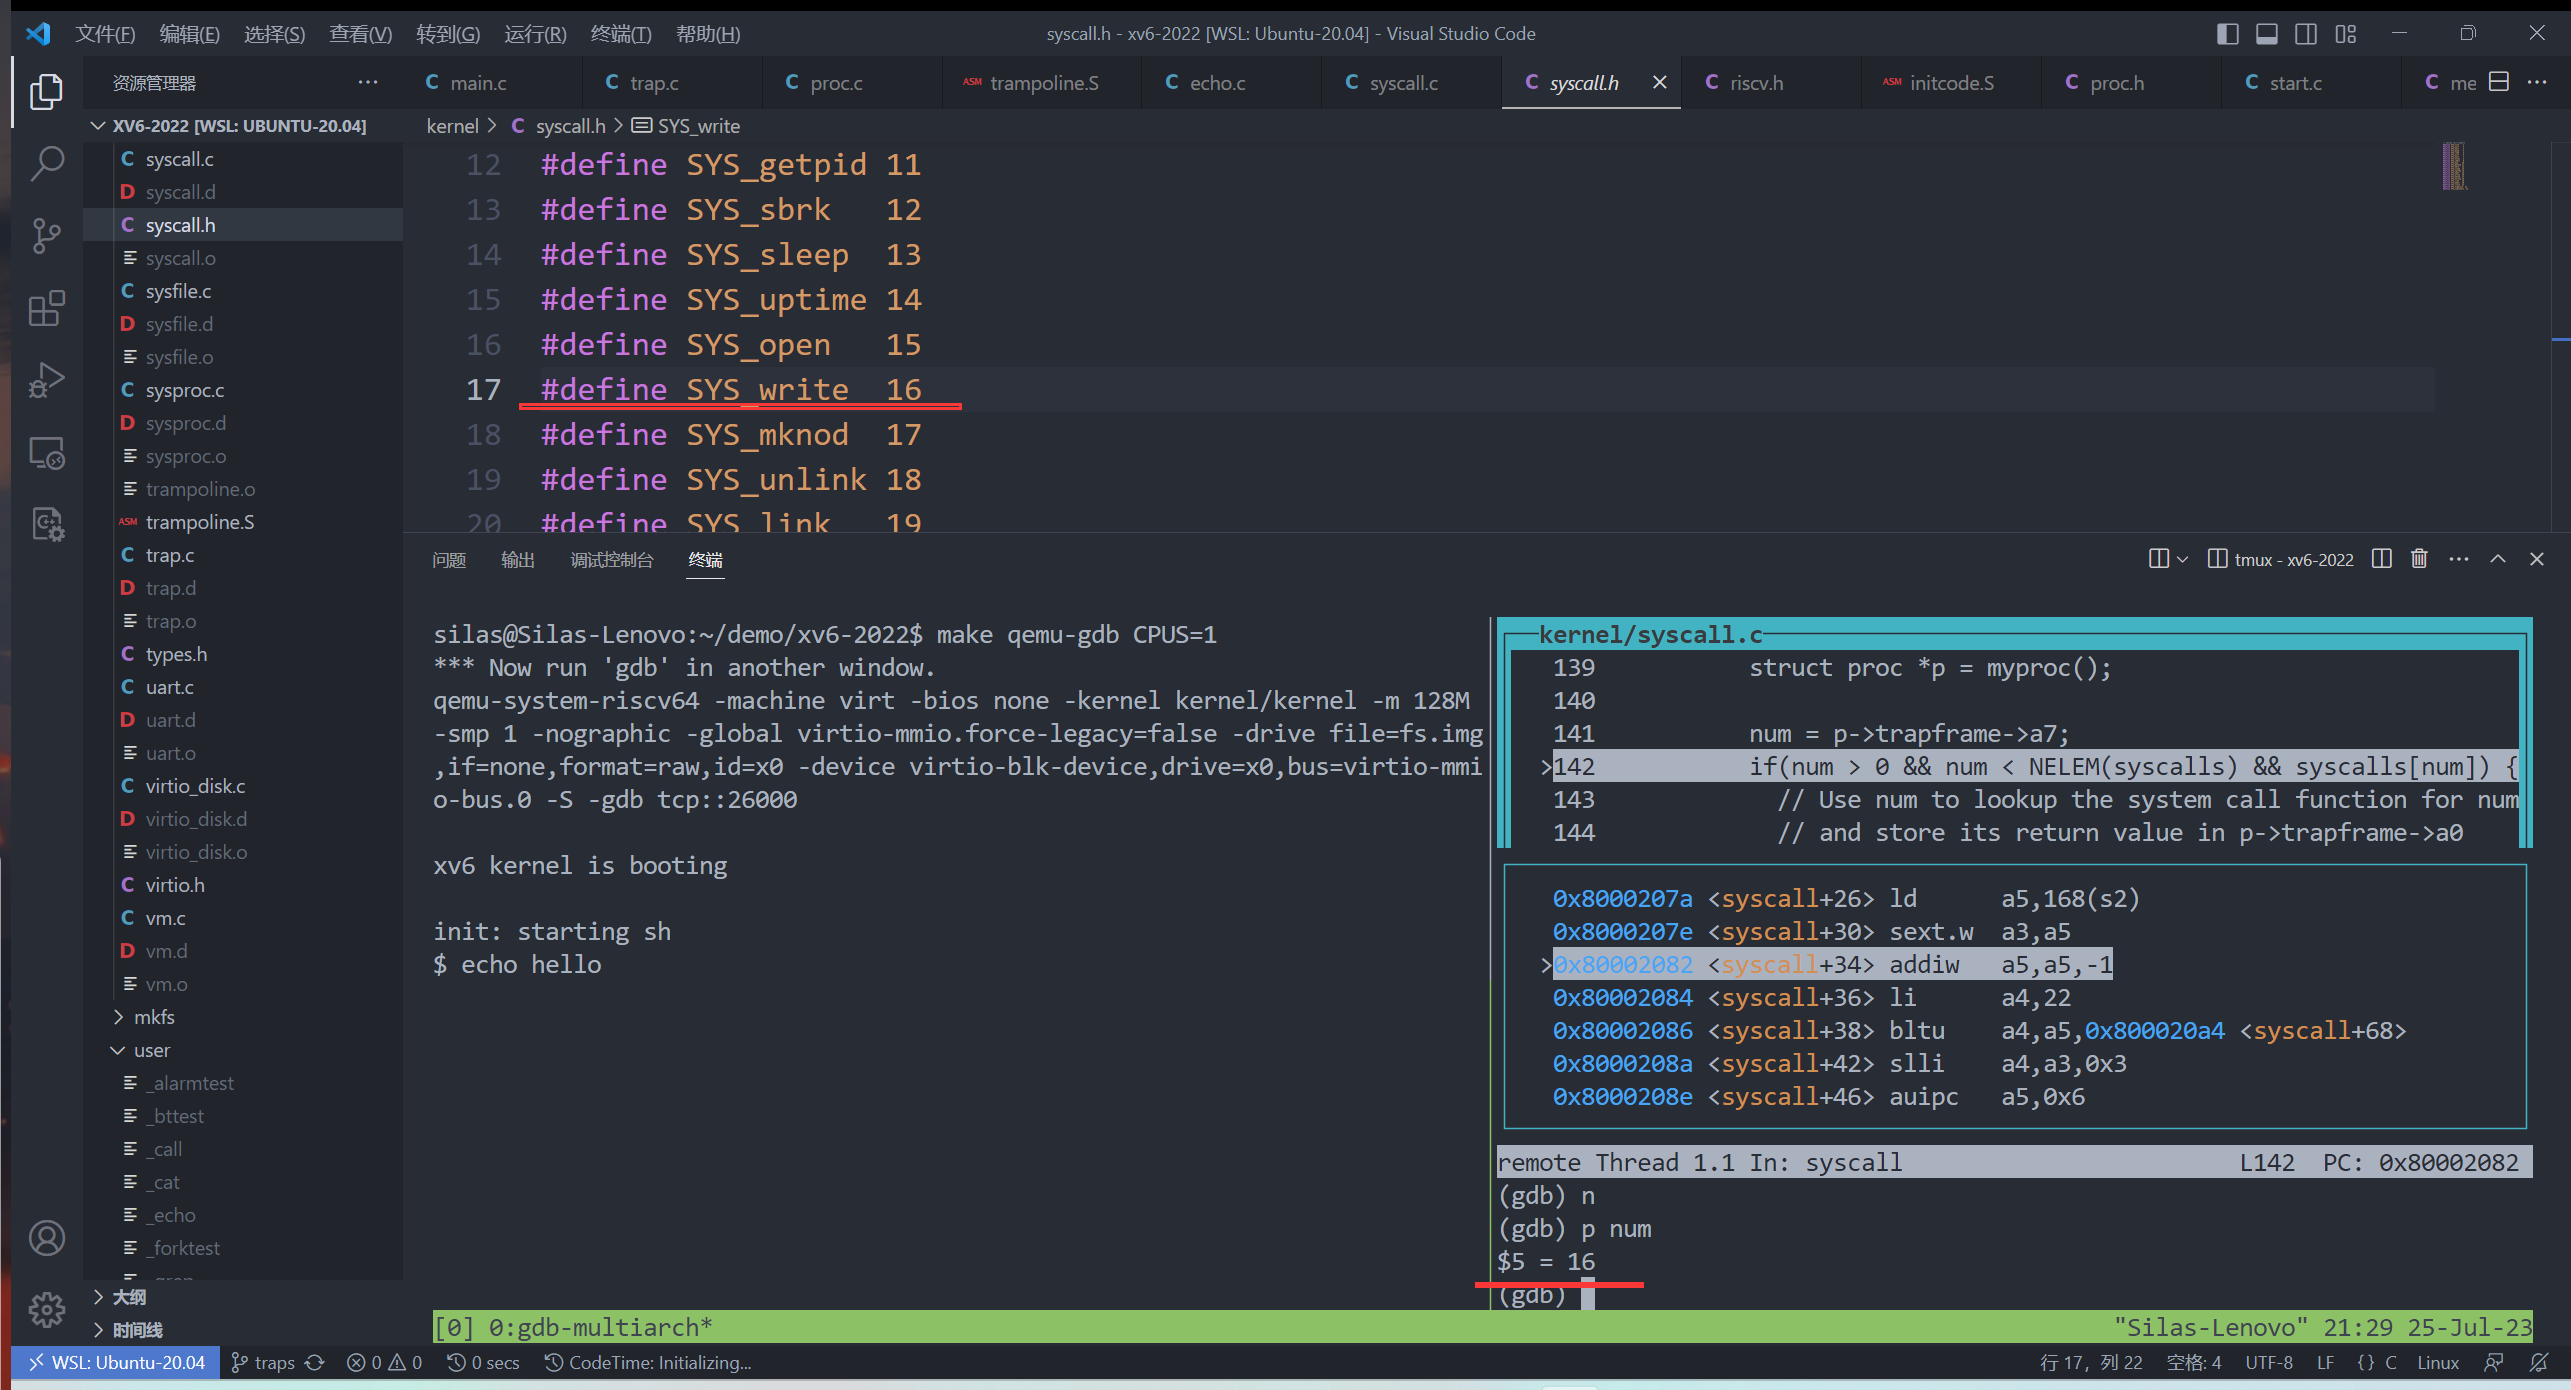 文件(F) 编辑(E) 选择(S) 查看(V) 转到(G) 运行(R) 终端(T) 帮助(H) syscall.h - xv6-2022 [WSL: Ubuntu-20.04] - Visual Studio Code
资源管理器 ··· C main.c C trap.c C proc.c ASM trampoline.S C echo.c C syscall.c C syscall.h C riscv.h ASM initcode.S C proc.h C start.c C me ···
XV6-2022 [WSL: UBUNTU-20.04]
C syscall.c
D syscall.d
C syscall.h
syscall.o
C sysfile.c
D sysfile.d
sysfile.o
C sysproc.c
D sysproc.d
sysproc.o
trampoline.o
ASM trampoline.S
C trap.c
D trap.d
trap.o
C types.h
C uart.c
D uart.d
uart.o
C virtio_disk.c
D virtio_disk.d
virtio_disk.o
C virtio.h
C vm.c
D vm.d
vm.o
mkfs
user
_alarmtest
_bttest
_call
_cat
_echo
_forktest
大纲
时间线
kernel > C syscall.h > SYS_write
12 #define SYS_getpid 11
13 #define SYS_sbrk 12
14 #define SYS_sleep 13
15 #define SYS_uptime 14
16 #define SYS_open 15
17 #define SYS_write 16
18 #define SYS_mknod 17
19 #define SYS_unlink 18
20 #define SYS_link 19
问题 输出 调试控制台 终端 tmux - xv6-2022 ···
silas@Silas-Lenovo:~/demo/xv6-2022$ make qemu-gdb CPUS=1
*** Now run 'gdb' in another window.
qemu-system-riscv64 -machine virt -bios none -kernel kernel/kernel -m 128M
-smp 1 -nographic -global virtio-mmio.force-legacy=false -drive file=fs.img
,if=none,format=raw,id=x0 -device virtio-blk-device,drive=x0,bus=virtio-mmi
o-bus.0 -S -gdb tcp::26000
xv6 kernel is booting
init: starting sh
$ echo hello
kernel/syscall.c
139 struct proc *p = myproc();
140
141 num = p->trapframe->a7;
>142 if(num > 0 && num < NELEM(syscalls) && syscalls[num]) {
143 // Use num to lookup the system call function for num
144 // and store its return value in p->trapframe->a0
0x8000207a <syscall+26> ld a5,168(s2)
0x8000207e <syscall+30> sext.w a3,a5
>0x80002082 <syscall+34> addiw a5,a5,-1
0x80002084 <syscall+36> li a4,22
0x80002086 <syscall+38> bltu a4,a5,0x800020a4 <syscall+68>
0x8000208a <syscall+42> slli a4,a3,0x3
0x8000208e <syscall+46> auipc a5,0x6
remote Thread 1.1 In: syscall L142 PC: 0x80002082
(gdb) n
(gdb) p num
$5 = 16
(gdb)
[0] 0:gdb-multiarch* "Silas-Lenovo" 21:29 25-Jul-23
WSL: Ubuntu-20.04 traps 0 0 0 secs CodeTime: Initializing... 行 17, 列 22 空格: 4 UTF-8 LF {} C Linux